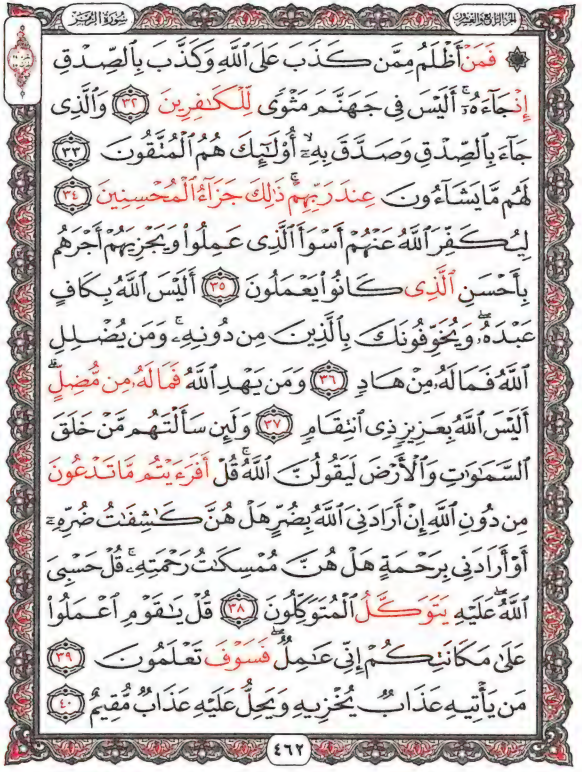 الجزء الرابع والعشرون
سورة الزمر
۞ فَمَنْ أَظْلَمُ مِمَّن كَذَبَ عَلَى ٱللَّهِ وَكَذَّبَ بِٱلصِّدْقِ
إِذْ جَآءَهُۥٓ ۚ أَلَيْسَ فِى جَهَنَّمَ مَثْوًى لِّلْكَٰفِرِينَ ٣٢ وَٱلَّذِى
جَآءَ بِٱلصِّدْقِ وَصَدَّقَ بِهِۦٓ ۙ أُو۟لَٰٓئِكَ هُمُ ٱلْمُتَّقُونَ ٣٣
لَهُم مَّا يَشَآءُونَ عِندَ رَبِّهِمْ ۚ ذَٰلِكَ جَزَآءُ ٱلْمُحْسِنِينَ ٣٤
لِيُكَفِّرَ ٱللَّهُ عَنْهُمْ أَسْوَأَ ٱلَّذِى عَمِلُوا۟ وَيَجْزِيَهُمْ أَجْرَهُم
بِأَحْسَنِ ٱلَّذِى كَانُوا۟ يَعْمَلُونَ ٣٥ أَلَيْسَ ٱللَّهُ بِكَافٍ
عَبْدَهُۥ ۖ وَيُخَوِّفُونَكَ بِٱلَّذِينَ مِن دُونِهِۦ ۚ وَمَن يُضْلِلِ
ٱللَّهُ فَمَا لَهُۥ مِنْ هَادٍ ٣٦ وَمَن يَهْدِ ٱللَّهُ فَمَا لَهُۥ مِن مُّضِلٍّ ۗ
أَلَيْسَ ٱللَّهُ بِعَزِيزٍ ذِى ٱنتِقَامٍ ٣٧ وَلَئِن سَأَلْتَهُم مَّنْ خَلَقَ
ٱلسَّمَٰوَٰتِ وَٱلْأَرْضَ لَيَقُولُنَّ ٱللَّهُ ۚ قُلْ أَفَرَءَيْتُم مَّا تَدْعُونَ
مِن دُونِ ٱللَّهِ إِنْ أَرَادَنِىَ ٱللَّهُ بِضُرٍّ هَلْ هُنَّ كَٰشِفَٰتُ ضُرِّهِۦٓ
أَوْ أَرَادَنِى بِرَحْمَةٍ هَلْ هُنَّ مُمْسِكَٰتُ رَحْمَتِهِۦ ۚ قُلْ حَسْبِىَ
ٱللَّهُ ۖ عَلَيْهِ يَتَوَكَّلُ ٱلْمُتَوَكِّلُونَ ٣٨ قُلْ يَٰقَوْمِ ٱعْمَلُوا۟
عَلَىٰ مَكَانَتِكُمْ إِنِّى عَٰمِلٌ ۖ فَسَوْفَ تَعْلَمُونَ ٣٩
مَن يَأْتِيهِ عَذَابٌ يُخْزِيهِ وَيَحِلُّ عَلَيْهِ عَذَابٌ مُّقِيمٌ ٤٠
٤٦٢